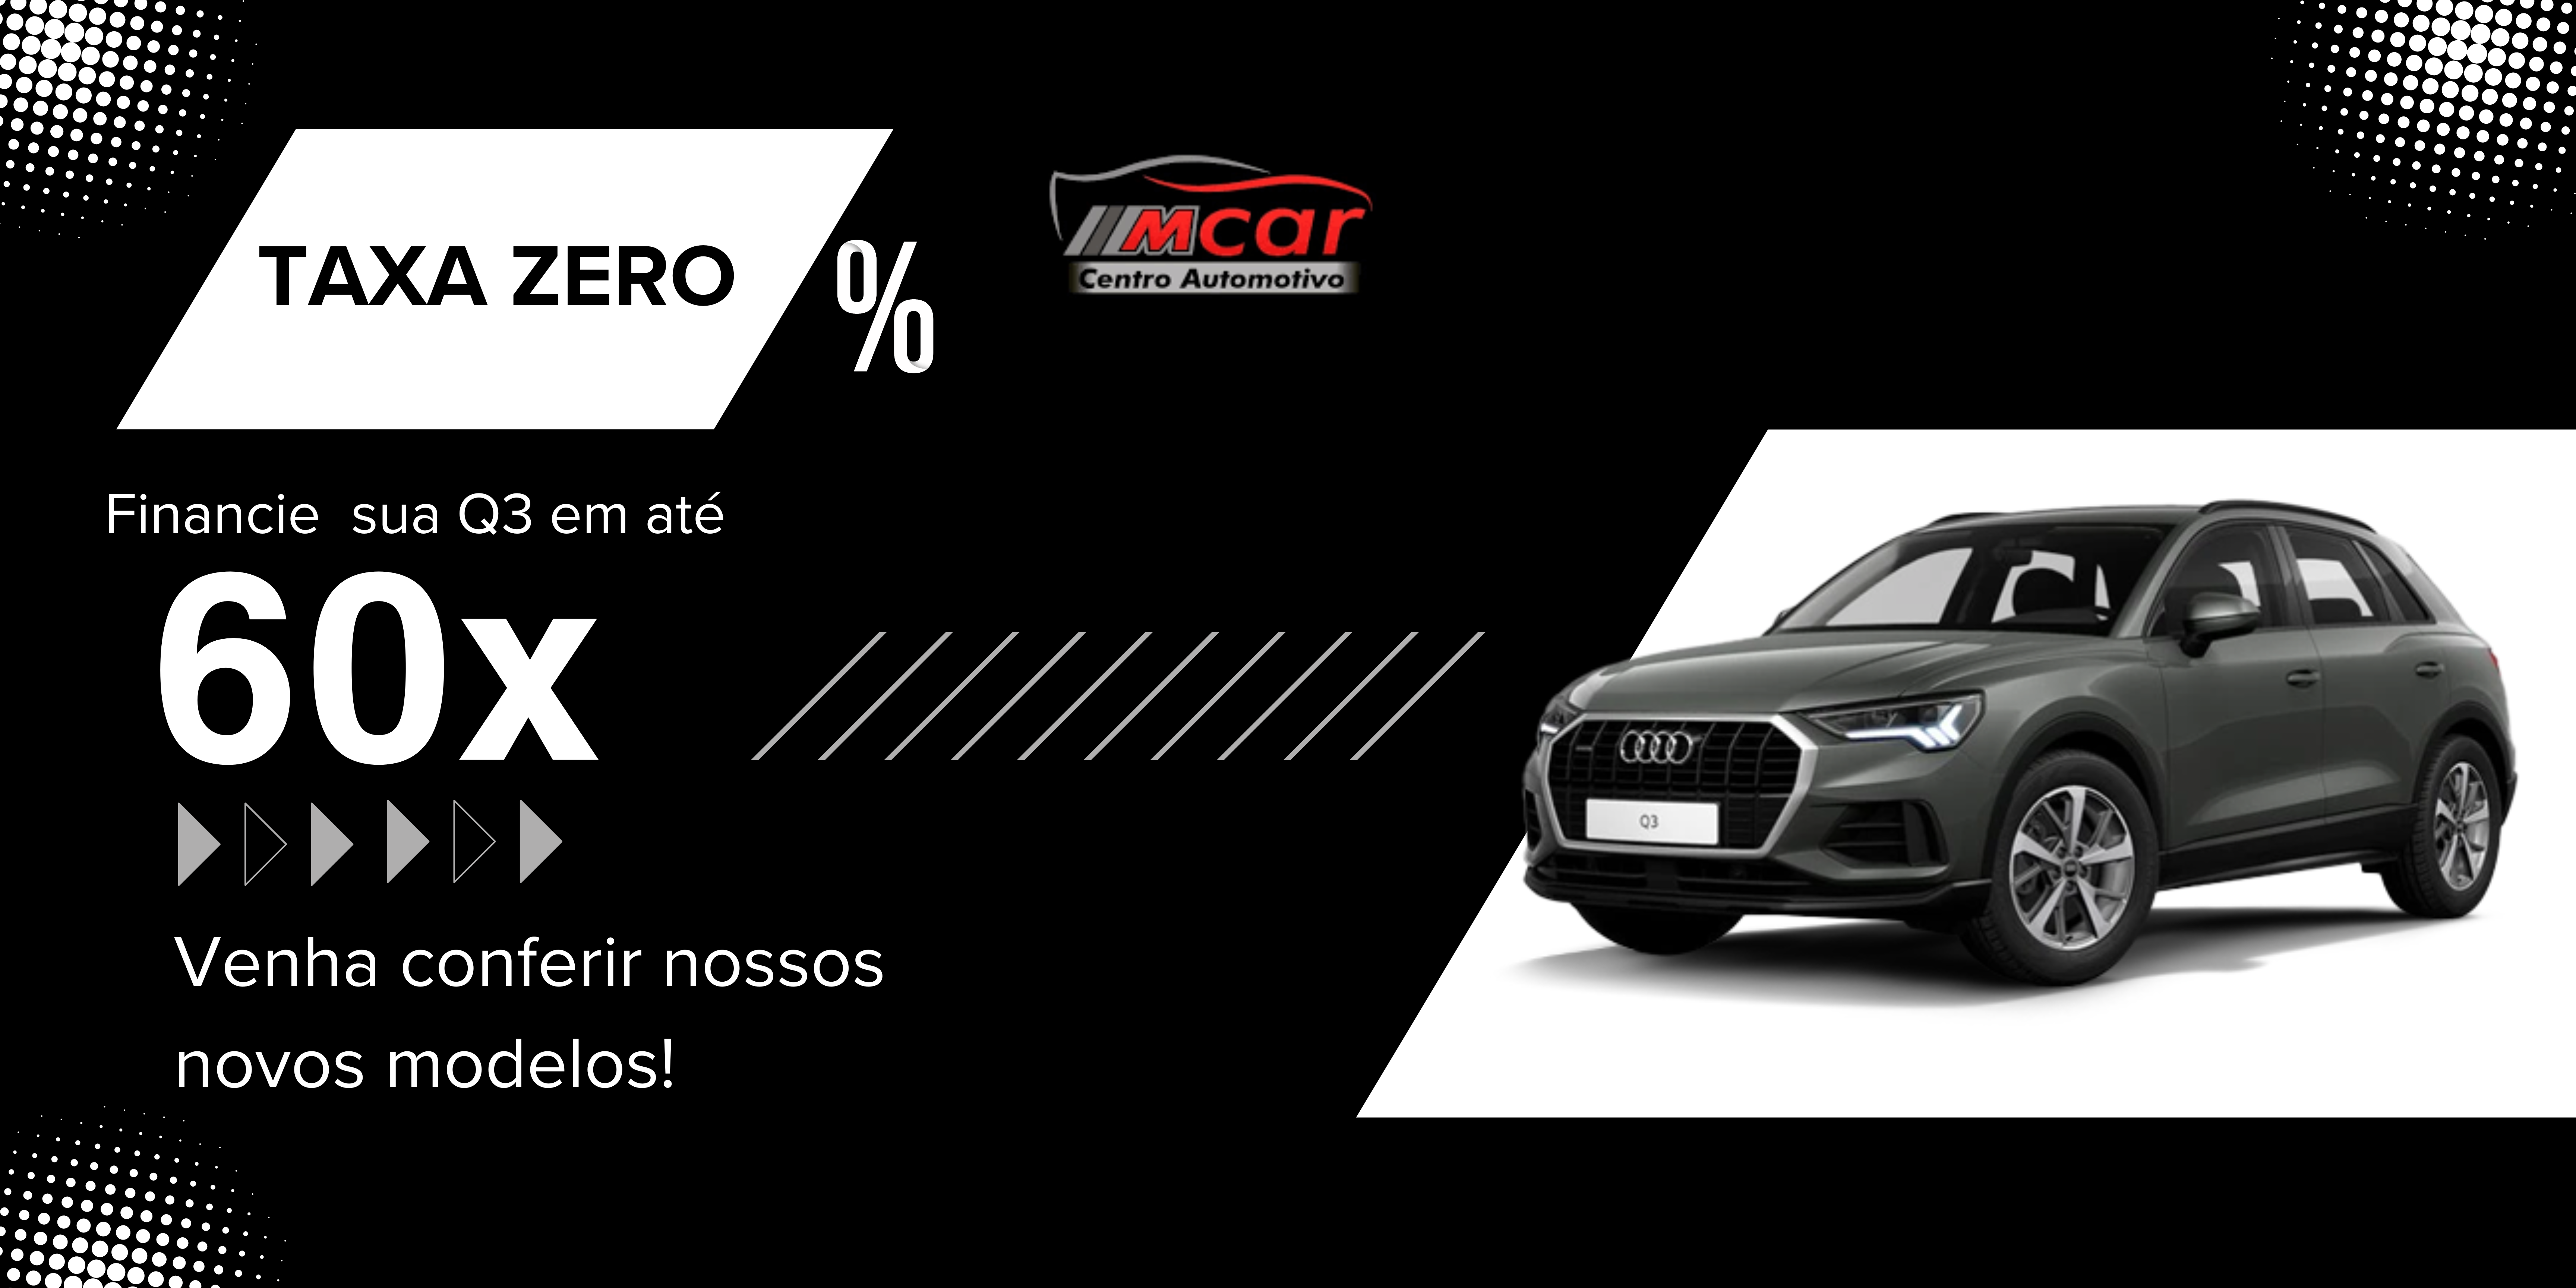 TAXA ZERO
%
Mcar
Centro Automotivo
Financie sua Q3 em até
60x
Venha conferir nossos
novos modelos!
Q3